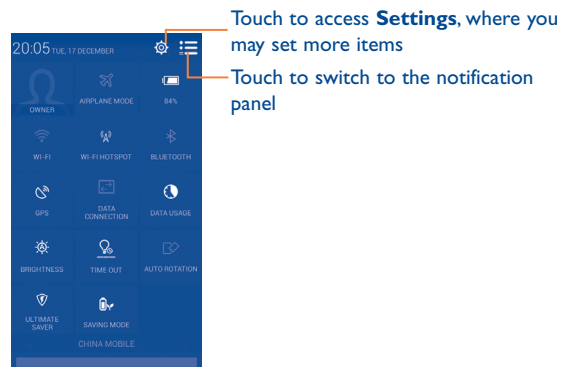 Touch to access Settings, where you
may set more items
Touch to switch to the notification
panel
20:05 TUE, 17 DECEMBER
OWNER
AIRPLANE MODE
84%
WI-FI
WI-FI HOTSPOT
BLUETOOTH
GPS
DATA
CONNECTION
DATA USAGE
BRIGHTNESS
TIME OUT
AUTO ROTATION
ULTIMATE
SAVER
SAVING MODE
CHINA MOBILE